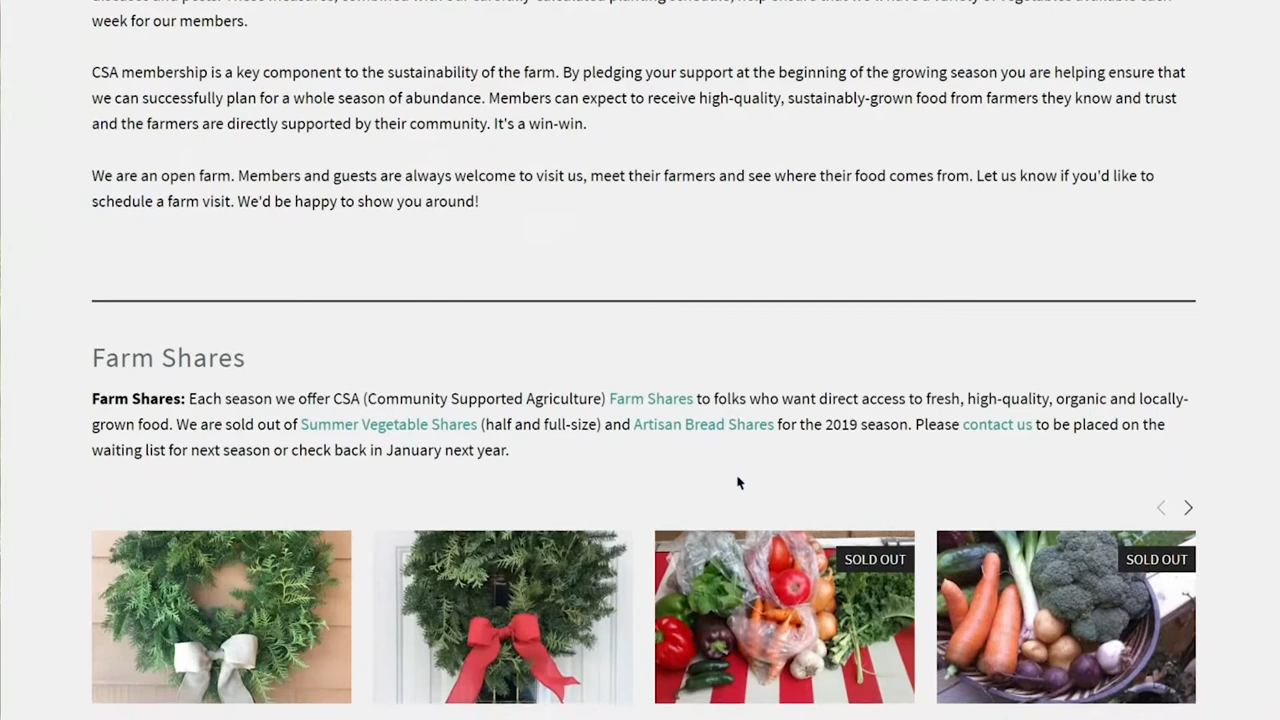 week for our members.
CSA membership is a key component to the sustainability of the farm. By pledging your support at the beginning of the growing season you are helping ensure that
we can successfully plan for a whole season of abundance. Members can expect to receive high-quality, sustainably-grown food from farmers they know and trust
and the farmers are directly supported by their community. It's a win-win.
We are an open farm. Members and guests are always welcome to visit us, meet their farmers and see where their food comes from. Let us know if you'd like to
schedule a farm visit. We'd be happy to show you around!
Farm Shares
Farm Shares: Each season we offer CSA (Community Supported Agriculture) Farm Shares to folks who want direct access to fresh, high-quality, organic and locally-
grown food. We are sold out of Summer Vegetable Shares (half and full-size) and Artisan Bread Shares for the 2019 season. Please contact us to be placed on the
waiting list for next season or check back in January next year.
SOLD OUT
SOLD OUT